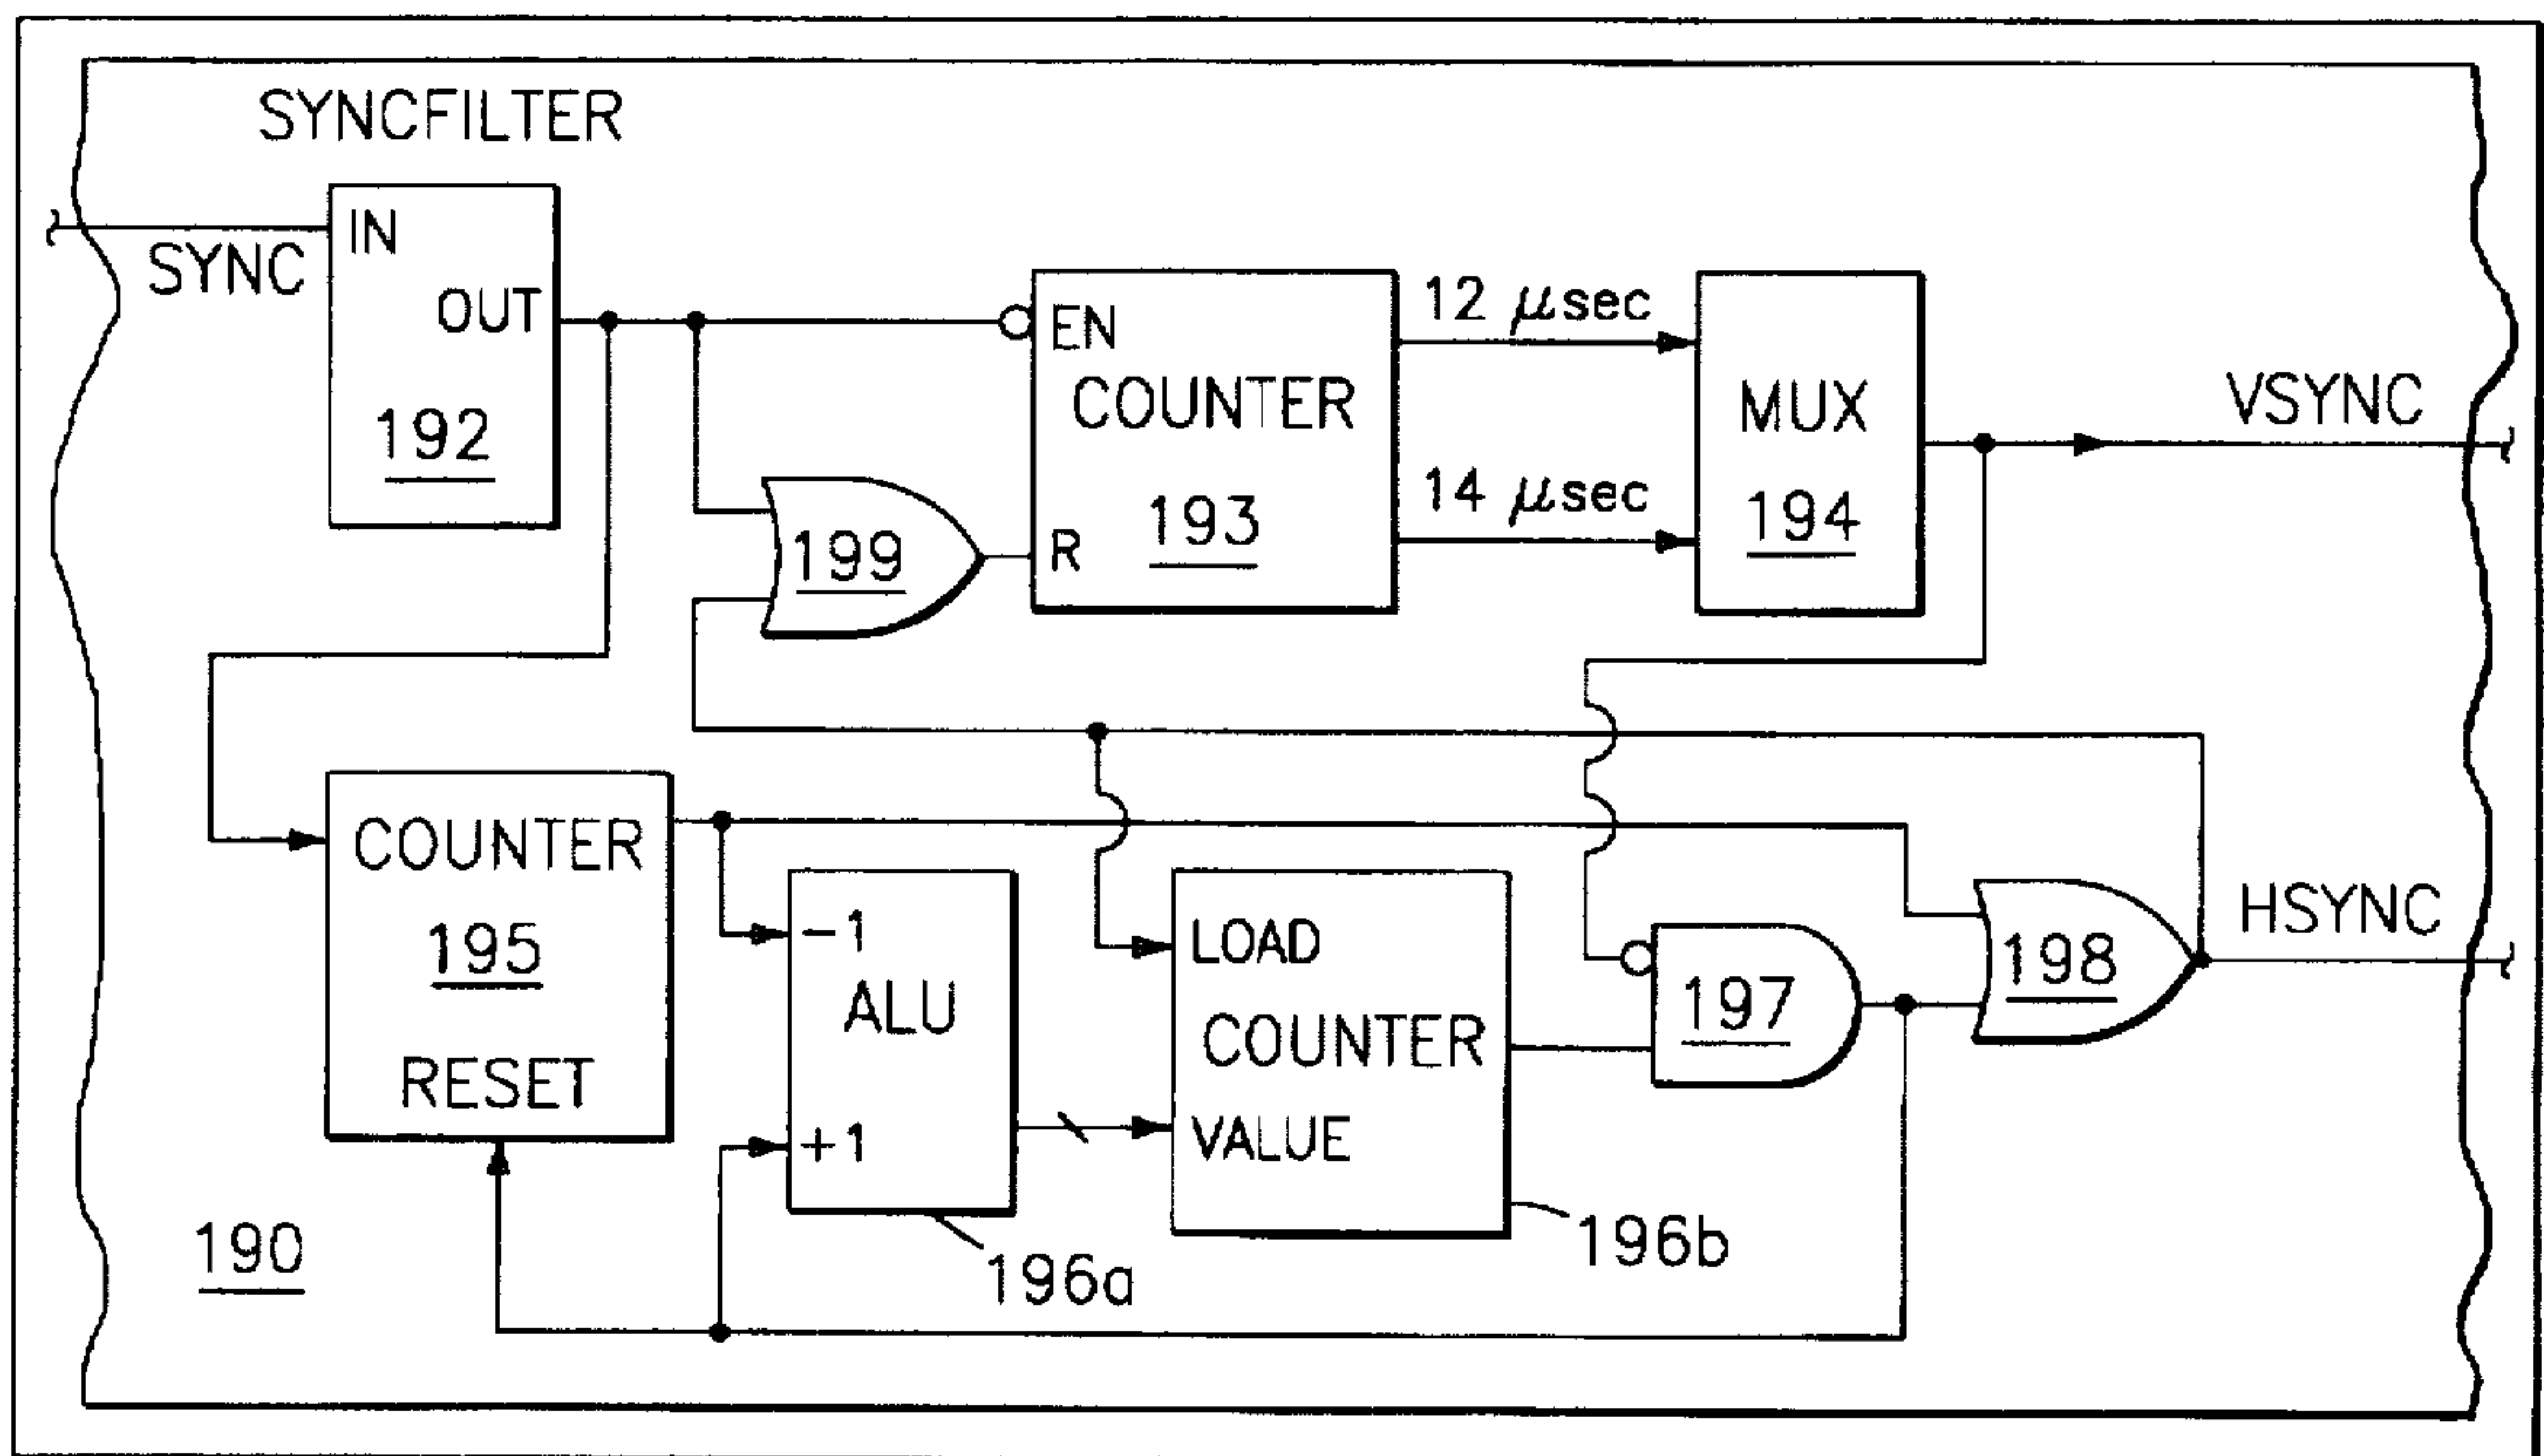 SYNCFILTER
IN
SYNC
OUT
192
EN
COUNTER
193
R
199
12 μsec
14 μsec
MUX
194
VSYNC
COUNTER
195
RESET
-1
ALU
+1
196a
LOAD
COUNTER
VALUE
196b
197
198
HSYNC
190